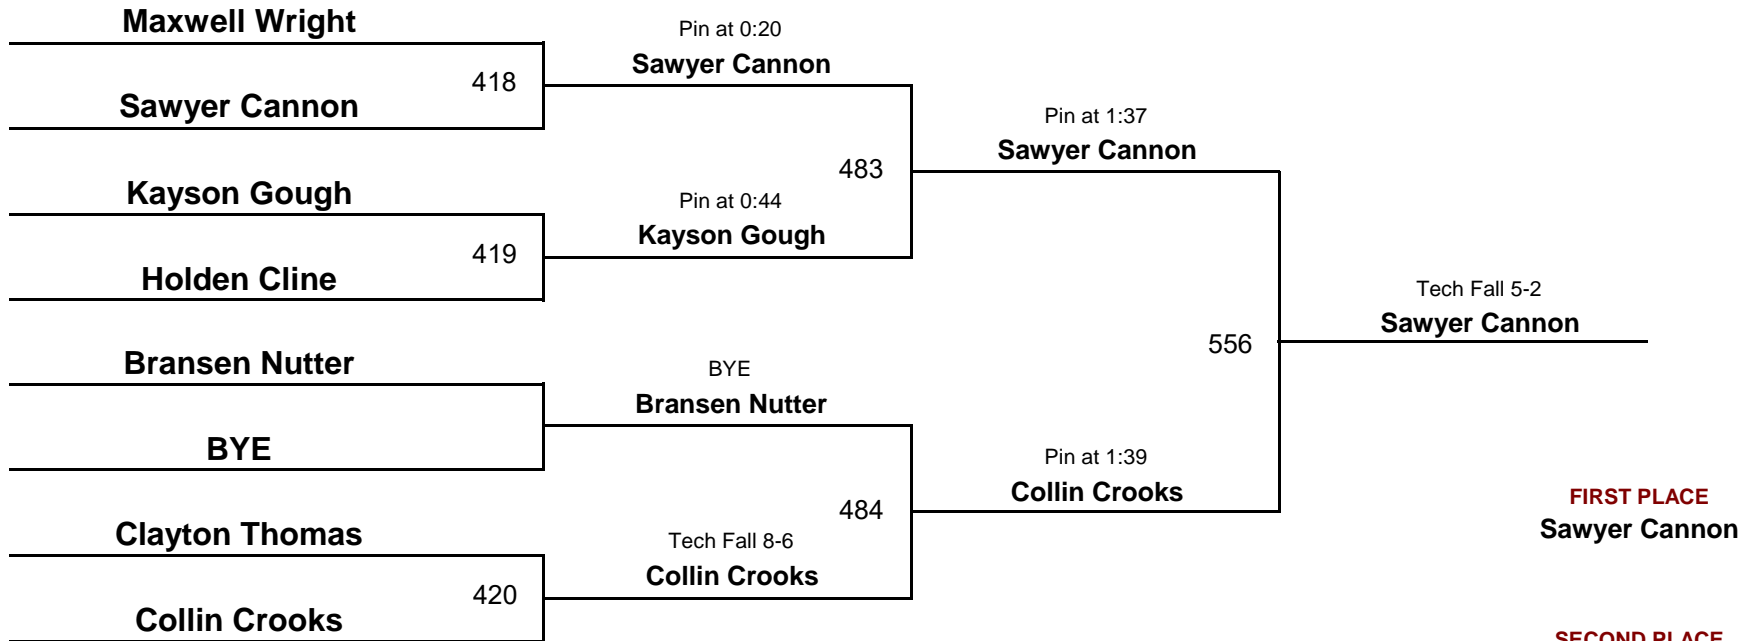 Maxwell Wright
418
Sawyer Cannon
Kayson Gough
419
Holden Cline
Bransen Nutter
BYE
Clayton Thomas
420
Collin Crooks
Pin at 0:20
Sawyer Cannon
483
Pin at 0:44
Kayson Gough
BYE
Bransen Nutter
484
Tech Fall 8-6
Collin Crooks
Pin at 1:37
Sawyer Cannon
556
Pin at 1:39
Collin Crooks
Tech Fall 5-2
Sawyer Cannon
FIRST PLACE
Sawyer Cannon
SECOND PLACE